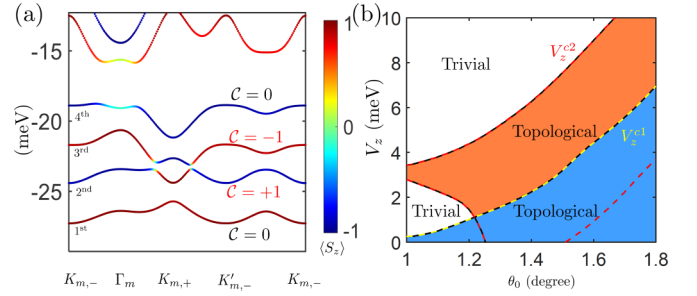 (a)
(meV)
-15
-20
-25
4th
3rd
2nd
1st
C = 0
C = −1
C = +1
C = 0
K_{m,−} Γ_m K_{m,+} K′_{m,−} K_{m,−}
1
0
-1
⟨S_z⟩
(b)
V_z (meV)
10
8
6
4
2
0
Trivial
V_z^{c2}
Topological
V_z^{c1}
Trivial
Topological
1 1.2 1.4 1.6 1.8
θ_0 (degree)